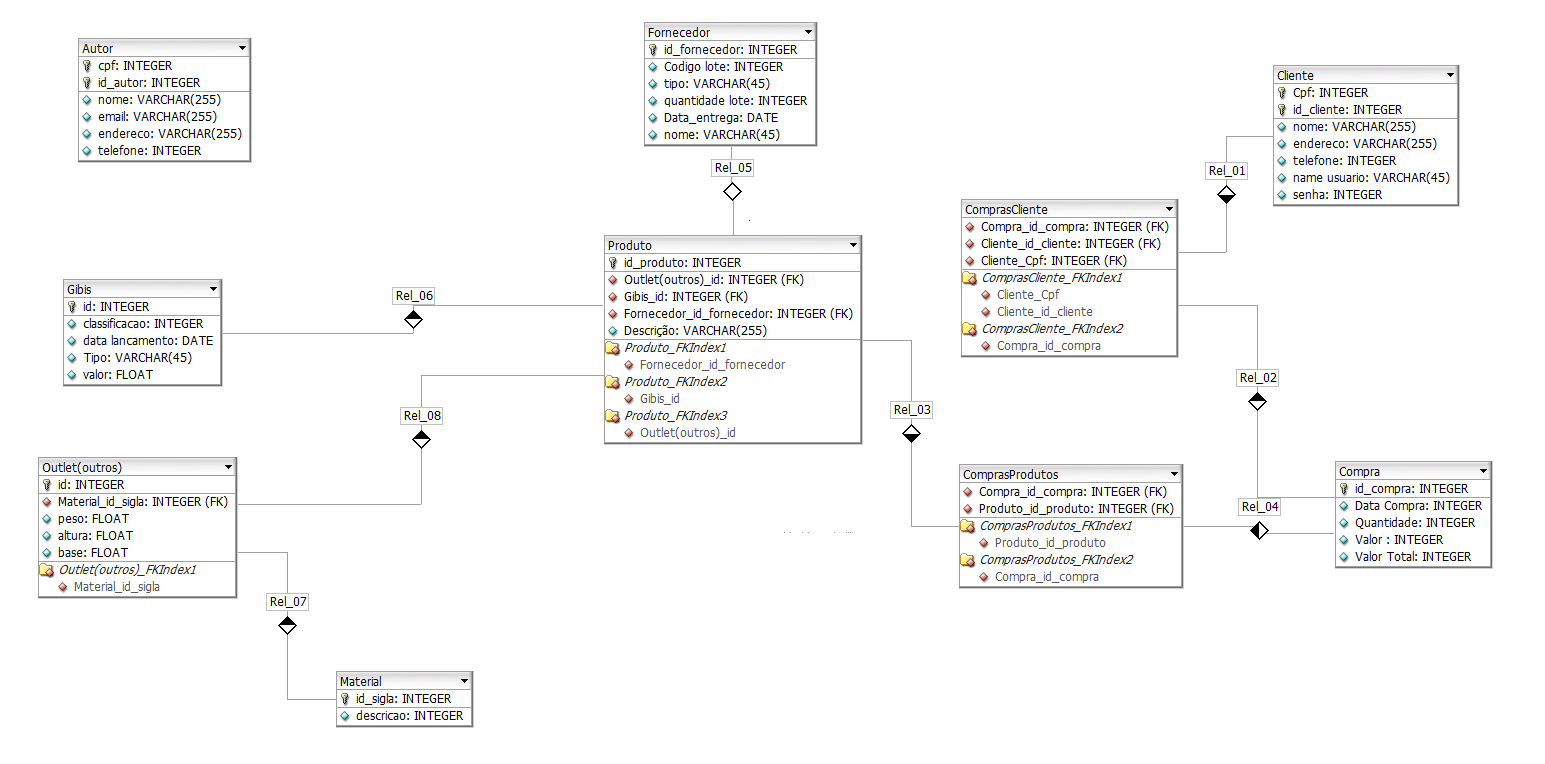 Autor
cpf: INTEGER
id_autor: INTEGER
nome: VARCHAR(255)
email: VARCHAR(255)
endereco: VARCHAR(255)
telefone: INTEGER
Fornecedor
id_fornecedor: INTEGER
Codigo lote: INTEGER
tipo: VARCHAR(45)
quantidade lote: INTEGER
Data_entrega: DATE
nome: VARCHAR(45)
Cliente
Cpf: INTEGER
id_cliente: INTEGER
nome: VARCHAR(255)
endereco: VARCHAR(255)
telefone: INTEGER
name usuario: VARCHAR(45)
senha: INTEGER
Rel_05
Rel_01
ComprasCliente
Compra_id_compra: INTEGER (FK)
Cliente_id_cliente: INTEGER (FK)
Cliente_Cpf: INTEGER (FK)
ComprasCliente_FKIndex1
Cliente_Cpf
Cliente_id_cliente
ComprasCliente_FKIndex2
Compra_id_compra
Produto
id_produto: INTEGER
Outlet(outros)_id: INTEGER (FK)
Gibis_id: INTEGER (FK)
Fornecedor_id_fornecedor: INTEGER (FK)
Descrição: VARCHAR(255)
Produto_FKIndex1
Fornecedor_id_fornecedor
Produto_FKIndex2
Gibis_id
Produto_FKIndex3
Outlet(outros)_id
Gibis
id: INTEGER
classificacao: INTEGER
data lancamento: DATE
Tipo: VARCHAR(45)
valor: FLOAT
Rel_06
Rel_08
Rel_03
Rel_02
Outlet(outros)
id: INTEGER
Material_id_sigla: INTEGER (FK)
peso: FLOAT
altura: FLOAT
base: FLOAT
Outlet(outros)_FKIndex1
Material_id_sigla
ComprasProdutos
Compra_id_compra: INTEGER (FK)
Produto_id_produto: INTEGER (FK)
ComprasProdutos_FKIndex1
Produto_id_produto
ComprasProdutos_FKIndex2
Compra_id_compra
Rel_04
Compra
id_compra: INTEGER
Data Compra: INTEGER
Quantidade: INTEGER
Valor : INTEGER
Valor Total: INTEGER
Rel_07
Material
id_sigla: INTEGER
descricao: INTEGER